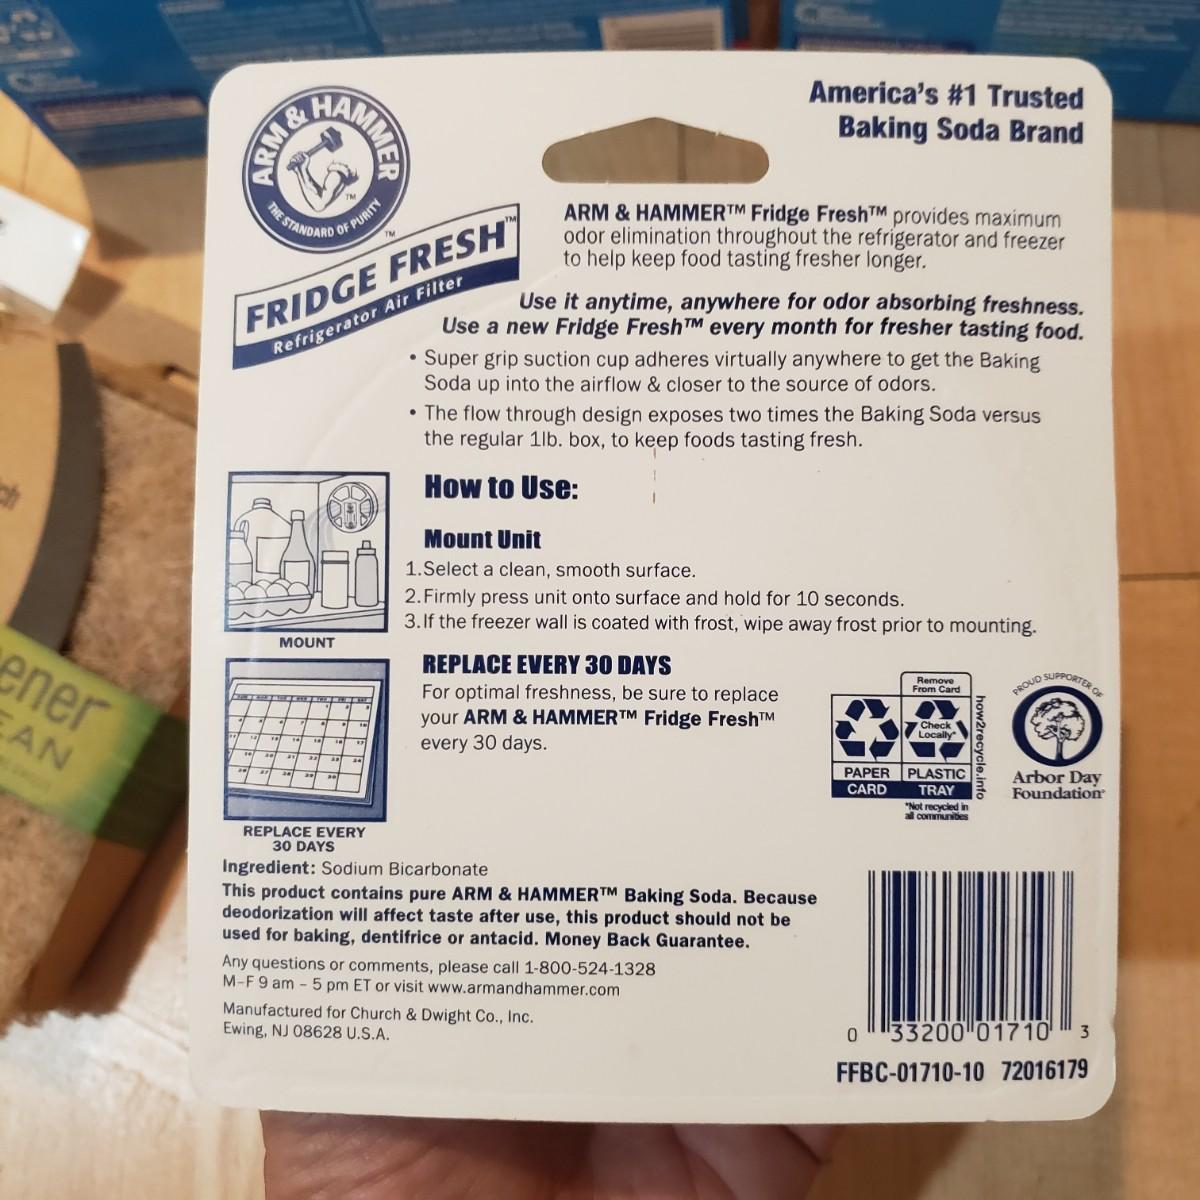 ARM & HAMMER
THE STANDARD OF PURITY
™
™
FRIDGE FRESH™
Refrigerator Air Filter
America's #1 Trusted
Baking Soda Brand
ARM & HAMMER™ Fridge Fresh™ provides maximum
odor elimination throughout the refrigerator and freezer
to help keep food tasting fresher longer.
Use it anytime, anywhere for odor absorbing freshness.
Use a new Fridge Fresh™ every month for fresher tasting food.
• Super grip suction cup adheres virtually anywhere to get the Baking
Soda up into the airflow & closer to the source of odors.
• The flow through design exposes two times the Baking Soda versus
the regular 1lb. box, to keep foods tasting fresh.
How to Use:
Mount Unit
1.Select a clean, smooth surface.
2.Firmly press unit onto surface and hold for 10 seconds.
3.If the freezer wall is coated with frost, wipe away frost prior to mounting.
MOUNT
REPLACE EVERY 30 DAYS
For optimal freshness, be sure to replace
your ARM & HAMMER™ Fridge Fresh™
every 30 days.
REPLACE EVERY
30 DAYS
Remove
From Card
Check
Locally*
PAPER
CARD
PLASTIC
TRAY
*Not recycled in
all communities
how2recycle.info
PROUD SUPPORTER OF
Arbor Day
Foundation®
Ingredient: Sodium Bicarbonate
This product contains pure ARM & HAMMER™ Baking Soda. Because
deodorization will affect taste after use, this product should not be
used for baking, dentifrice or antacid. Money Back Guarantee.
Any questions or comments, please call 1-800-524-1328
M–F 9 am – 5 pm ET or visit www.armandhammer.com
Manufactured for Church & Dwight Co., Inc.
Ewing, NJ 08628 U.S.A.
0 33200 01710 3
FFBC-01710-10 72016179
ener
EAN